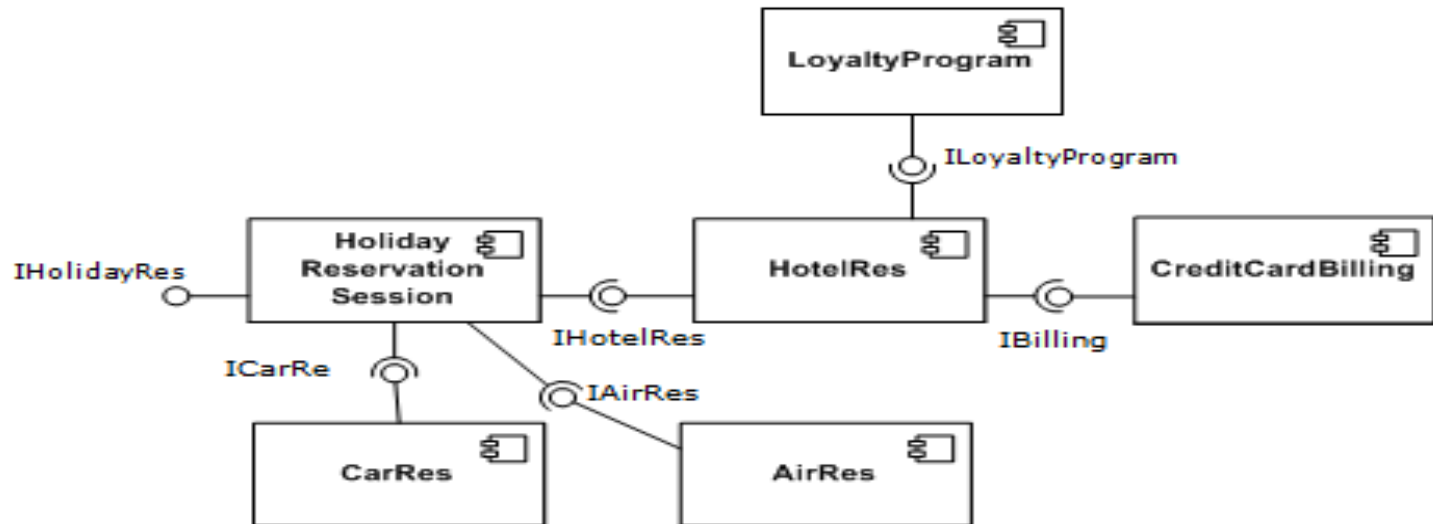 LoyaltyProgram
ILoyaltyProgram
Holiday
Reservation
Session
IHolidayRes
HotelRes
CreditCardBilling
IHotelRes
IBilling
ICarRe
IAirRes
CarRes
AirRes